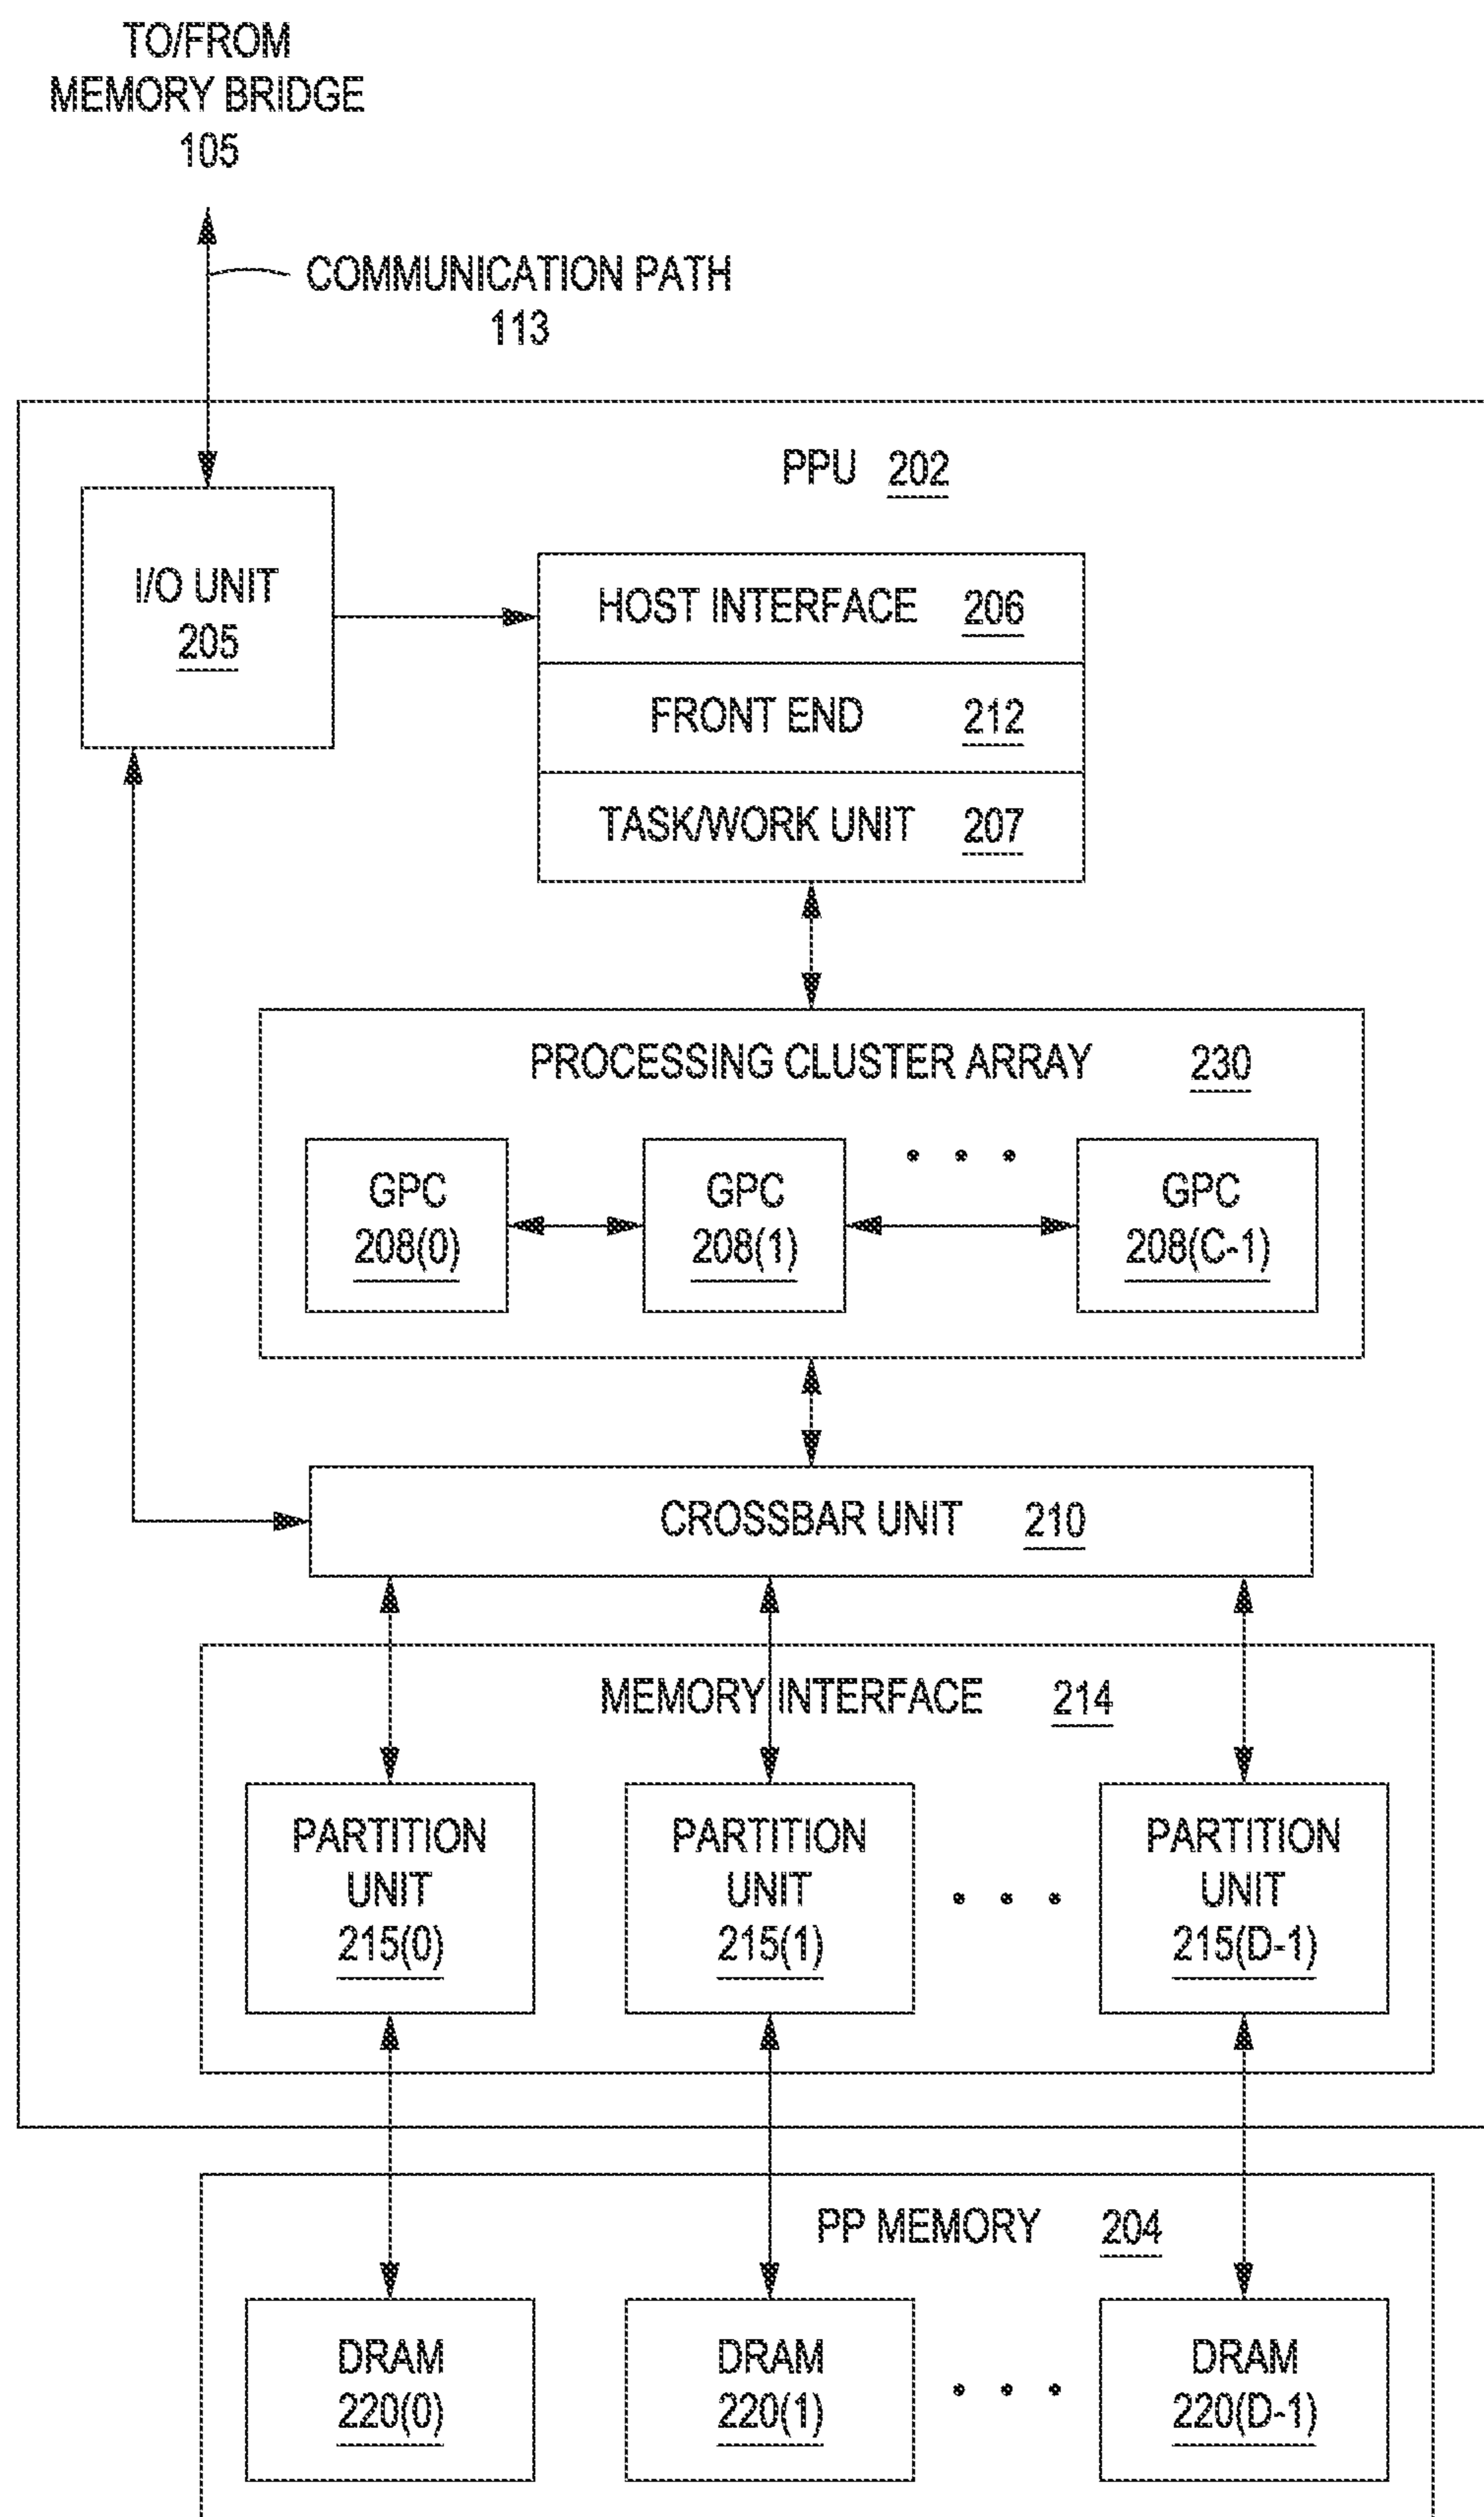 TO/FROM
MEMORY BRIDGE
105
COMMUNICATION PATH
113
PPU 202
I/O UNIT
205
HOST INTERFACE 206
FRONT END 212
TASK/WORK UNIT 207
PROCESSING CLUSTER ARRAY 230
GPC
208(0)
GPC
208(1)
• • •
GPC
208(C-1)
CROSSBAR UNIT 210
MEMORY INTERFACE 214
PARTITION
UNIT
215(0)
PARTITION
UNIT
215(1)
• • •
PARTITION
UNIT
215(D-1)
PP MEMORY 204
DRAM
220(0)
DRAM
220(1)
• • •
DRAM
220(D-1)